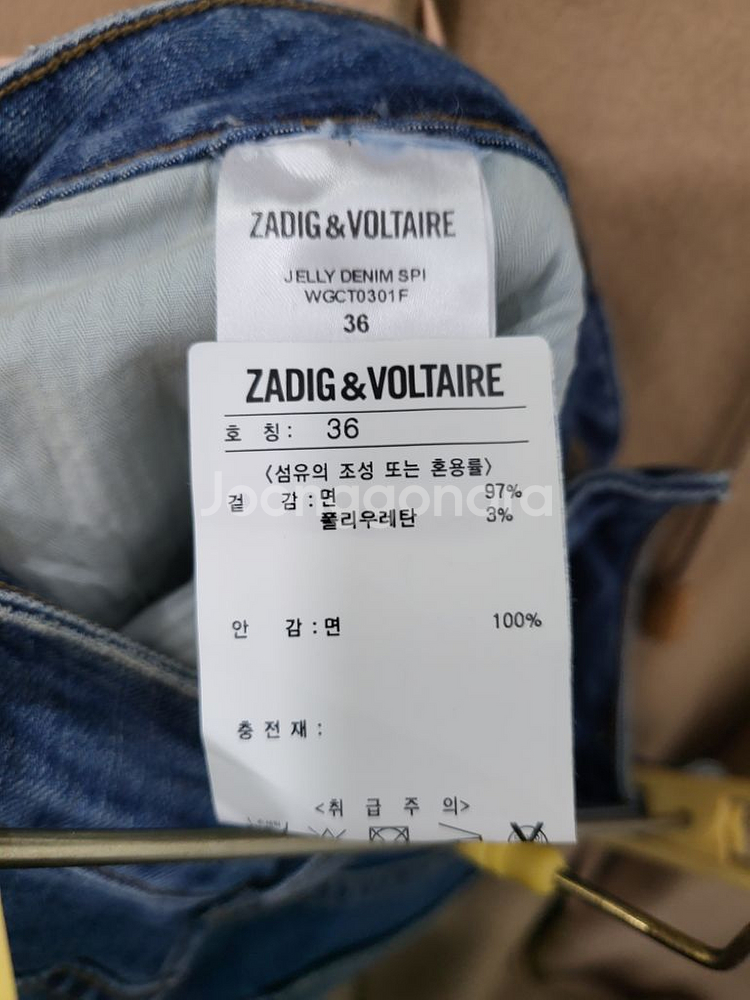 ZADIG&VOLTAIRE
JELLY DENIM SPI
WGCT0301F
36
ZADIG&VOLTAIRE
호 칭 : 36
<섬유의 조성 또는 혼용률>
겉 감 : 면 97%
폴리우레탄 3%
Joonggonara
안 감 : 면 100%
충 전 재 :
<취 급 주 의>